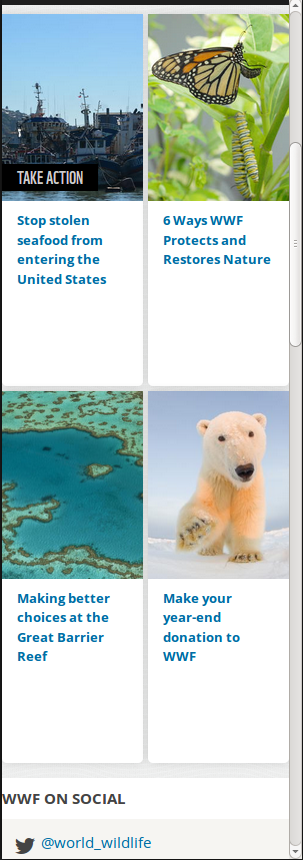 TAKE ACTION
Stop stolen
seafood from
entering the
United States
6 Ways WWF
Protects and
Restores Nature
Making better
choices at the
Great Barrier
Reef
Make your
year-end
donation to
WWF
WWF ON SOCIAL
@world_wildlife